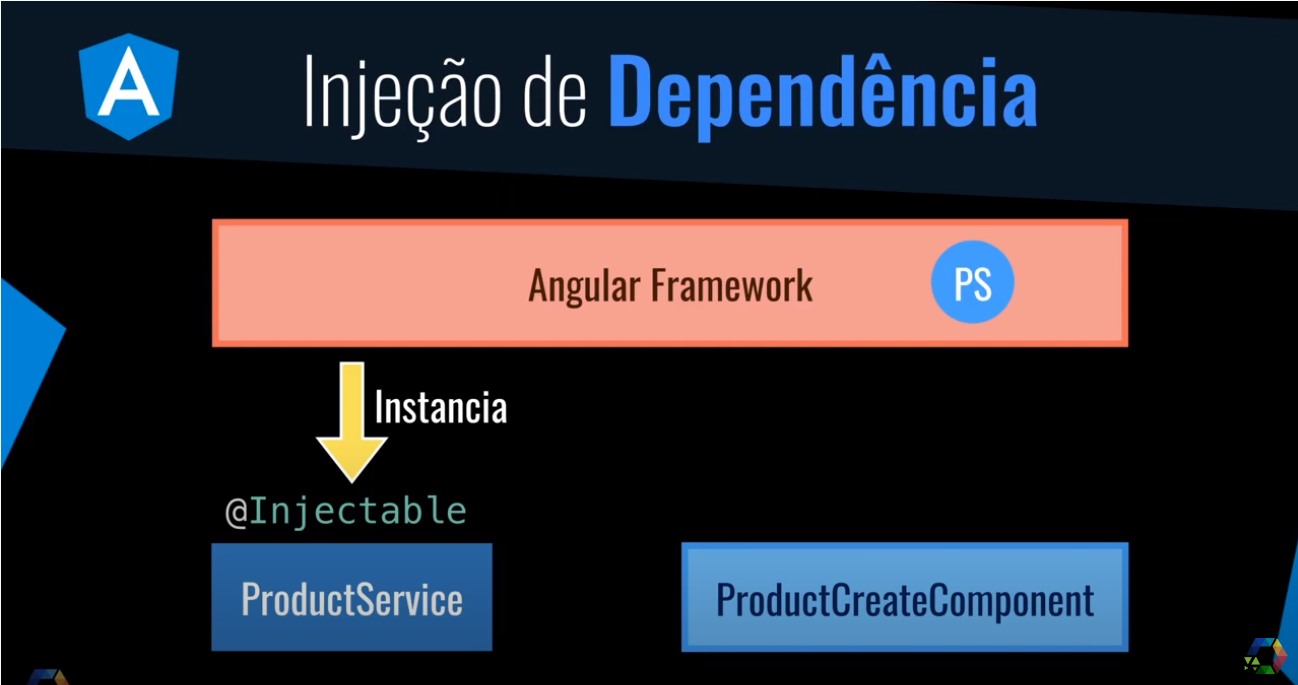 A
Injeção de Dependência
Angular Framework
PS
Instancia
@Injectable
ProductService
ProductCreateComponent